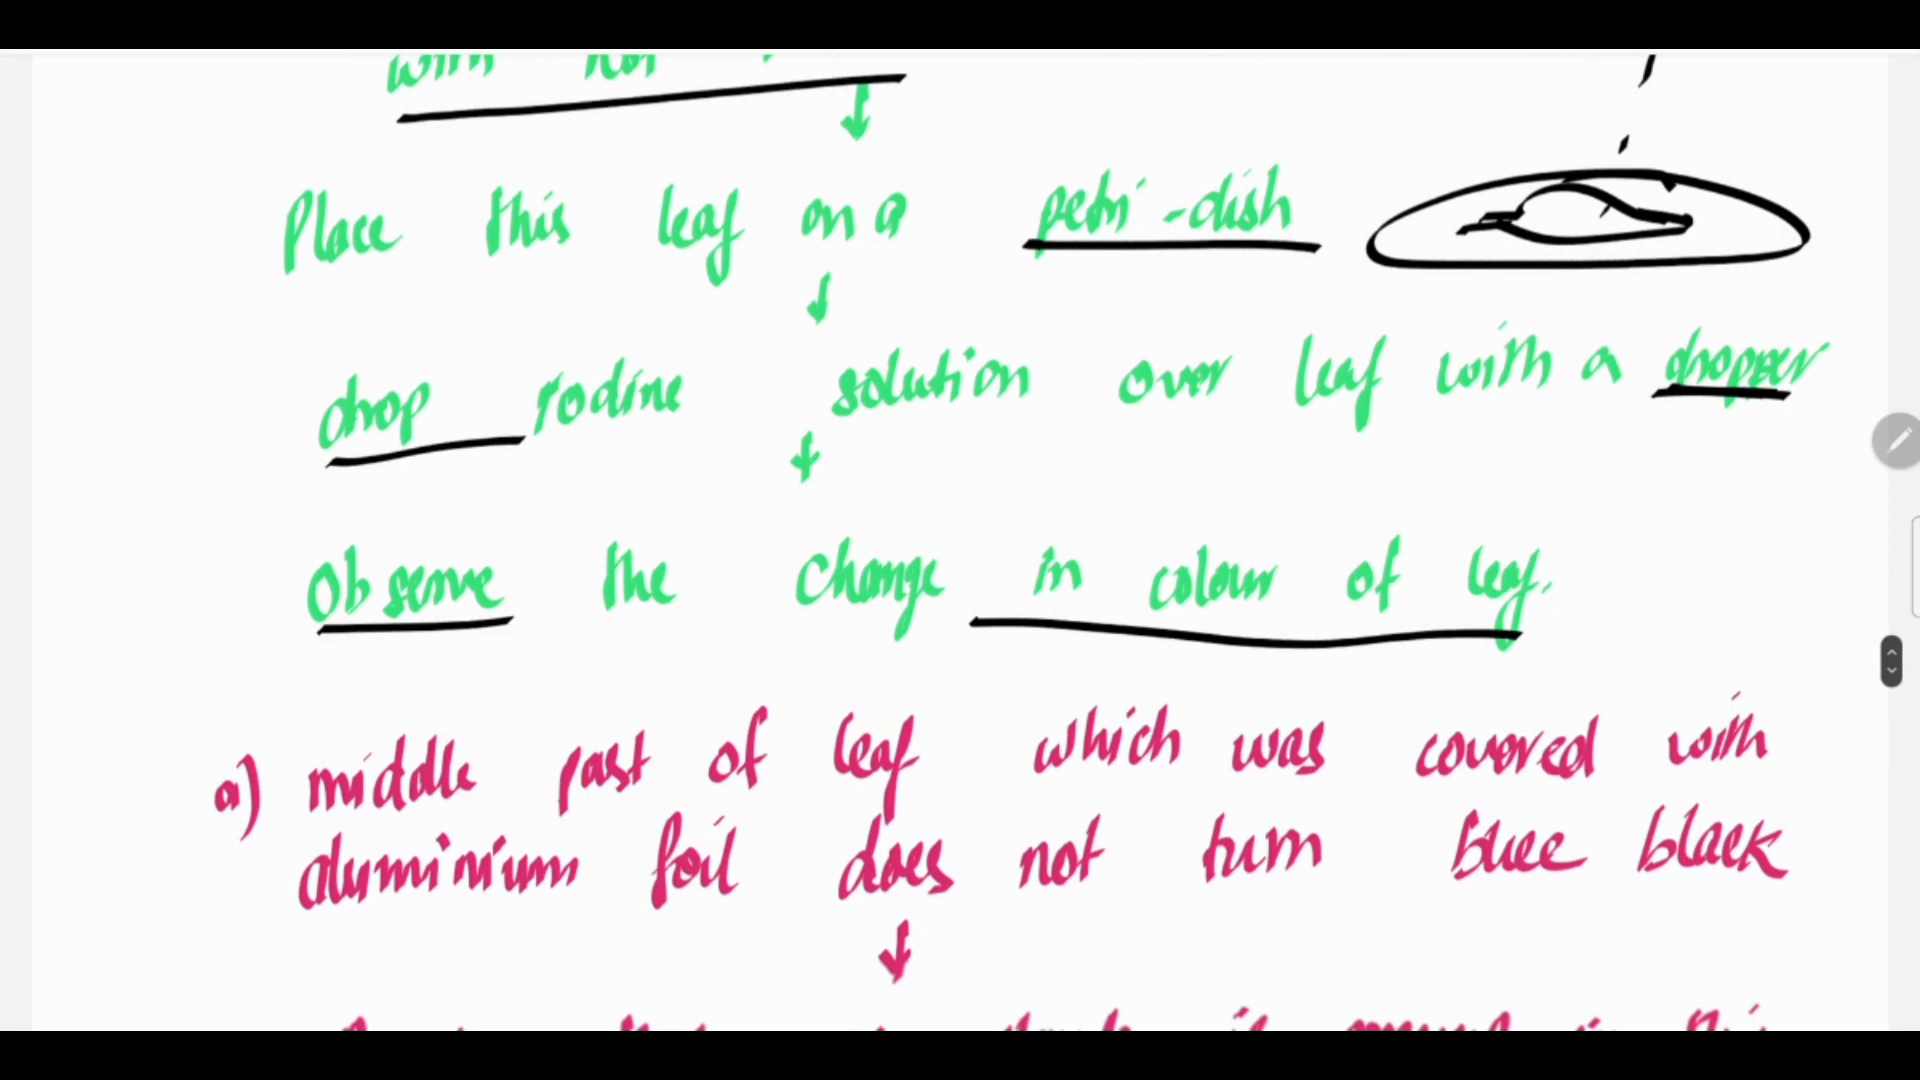 Place this leaf on a petri-dish
drop iodine solution over leaf with a dropper
Observe the change in colour of leaf.
a) middle part of leaf which was covered with
aluminium foil does not turn blue black